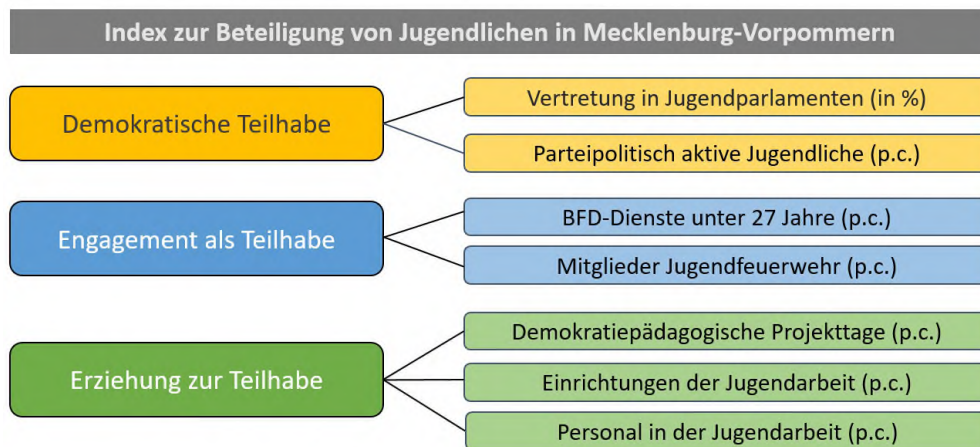 Index zur Beteiligung von Jugendlichen in Mecklenburg-Vorpommern
Demokratische Teilhabe
Vertretung in Jugendparlamenten (in %)
Parteipolitisch aktive Jugendliche (p.c.)
Engagement als Teilhabe
BFD-Dienste unter 27 Jahre (p.c.)
Mitglieder Jugendfeuerwehr (p.c.)
Erziehung zur Teilhabe
Demokratiepädagogische Projekttage (p.c.)
Einrichtungen der Jugendarbeit (p.c.)
Personal in der Jugendarbeit (p.c.)